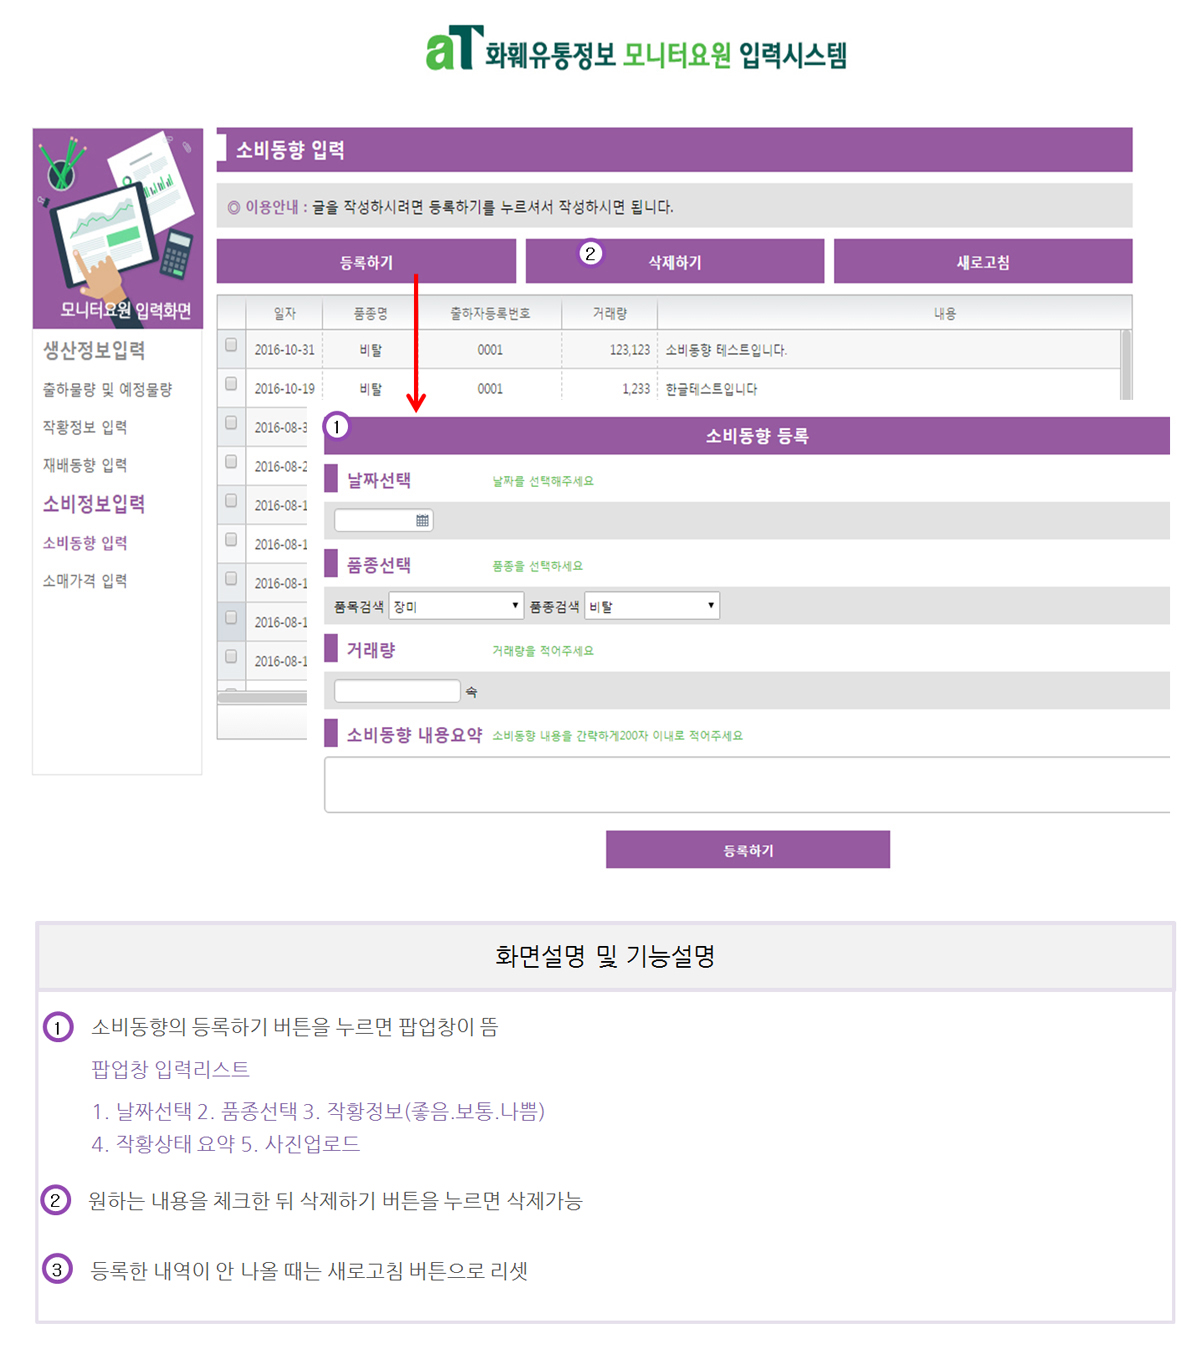 aT 화훼유통정보 모니터요원 입력시스템
모니터요원 입력화면
생산정보입력
출하물량 및 예정물량
작황정보 입력
재배동향 입력
소비정보입력
소비동향 입력
소매가격 입력
소비동향 입력
◎ 이용안내 : 글을 작성하시려면 등록하기를 누르셔서 작성하시면 됩니다.
등록하기 ② 삭제하기 새로고침
일자 품종명 출하자등록번호 거래량 내용
2016-10-31 비탈 0001 123,123 소비동향 테스트입니다.
2016-10-19 비탈 0001 1,233 한글테스트입니다
2016-08-3
2016-08-2
2016-08-1
2016-08-1
2016-08-1
2016-08-1
2016-08-1
① 소비동향 등록
날짜선택 날짜를 선택해주세요
품종선택 품종을 선택하세요
품목검색 장미 품종검색 비탈
거래량 거래량을 적어주세요
속
소비동향 내용요약 소비동향 내용을 간략하게200자 이내로 적어주세요
등록하기
화면설명 및 기능설명
① 소비동향의 등록하기 버튼을 누르면 팝업창이 뜸
팝업창 입력리스트
1. 날짜선택 2. 품종선택 3. 작황정보(좋음.보통.나쁨)
4. 작황상태 요약 5. 사진업로드
② 원하는 내용을 체크한 뒤 삭제하기 버튼을 누르면 삭제가능
③ 등록한 내역이 안 나올 때는 새로고침 버튼으로 리셋